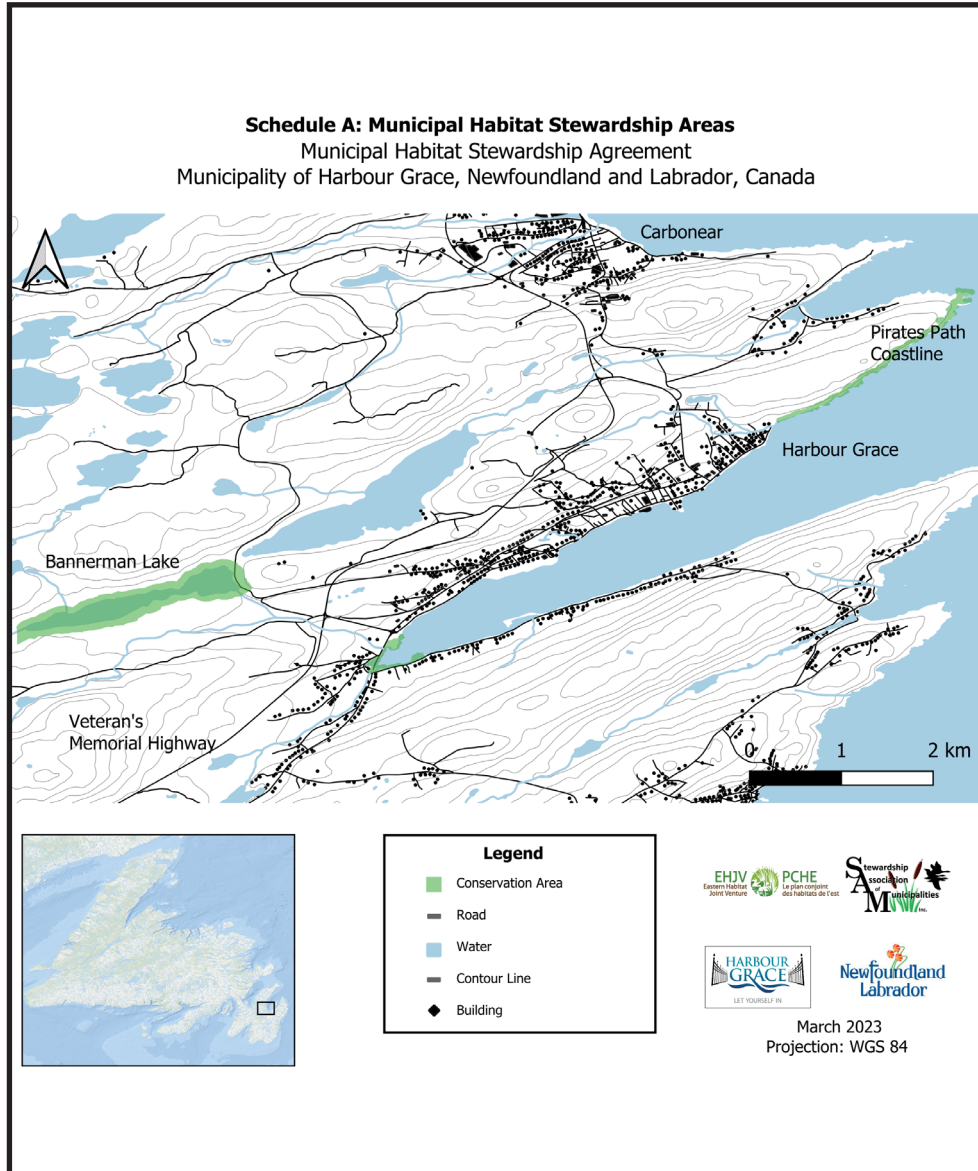 Schedule A: Municipal Habitat Stewardship Areas
Municipal Habitat Stewardship Agreement
Municipality of Harbour Grace, Newfoundland and Labrador, Canada
Carbonear
Pirates Path
Coastline
Harbour Grace
Bannerman Lake
Veteran's
Memorial Highway
0 1 2 km
Legend
Conservation Area
Road
Water
Contour Line
Building
EHJV PCHE
Eastern Habitat Joint Venture
Le plan conjoint des habitats de l'est
Stewardship
Association
of
Municipalities
Inc.
HARBOUR
GRACE
LET YOURSELF IN
Newfoundland
Labrador
March 2023
Projection: WGS 84